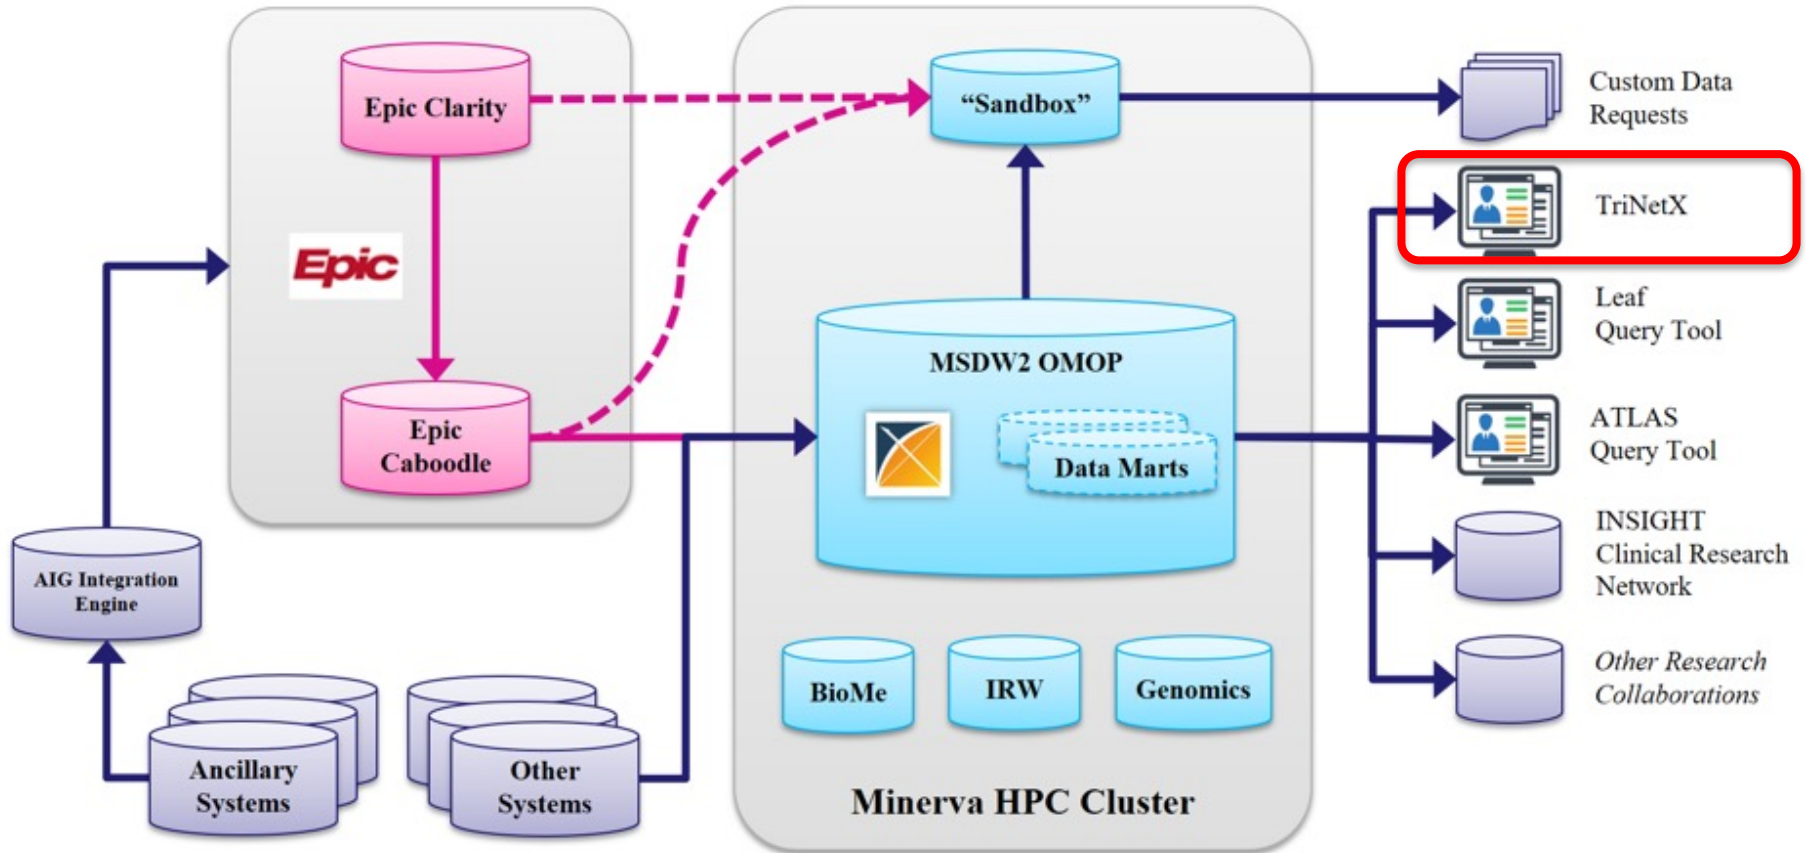 Epic Clarity
“Sandbox”
Custom Data
Requests
TriNetX
Epic
Leaf
Query Tool
MSDW2 OMOP
Epic
Caboodle
Data Marts
ATLAS
Query Tool
INSIGHT
Clinical Research
Network
AIG Integration
Engine
BioMe
IRW
Genomics
Other Research
Collaborations
Ancillary
Systems
Other
Systems
Minerva HPC Cluster